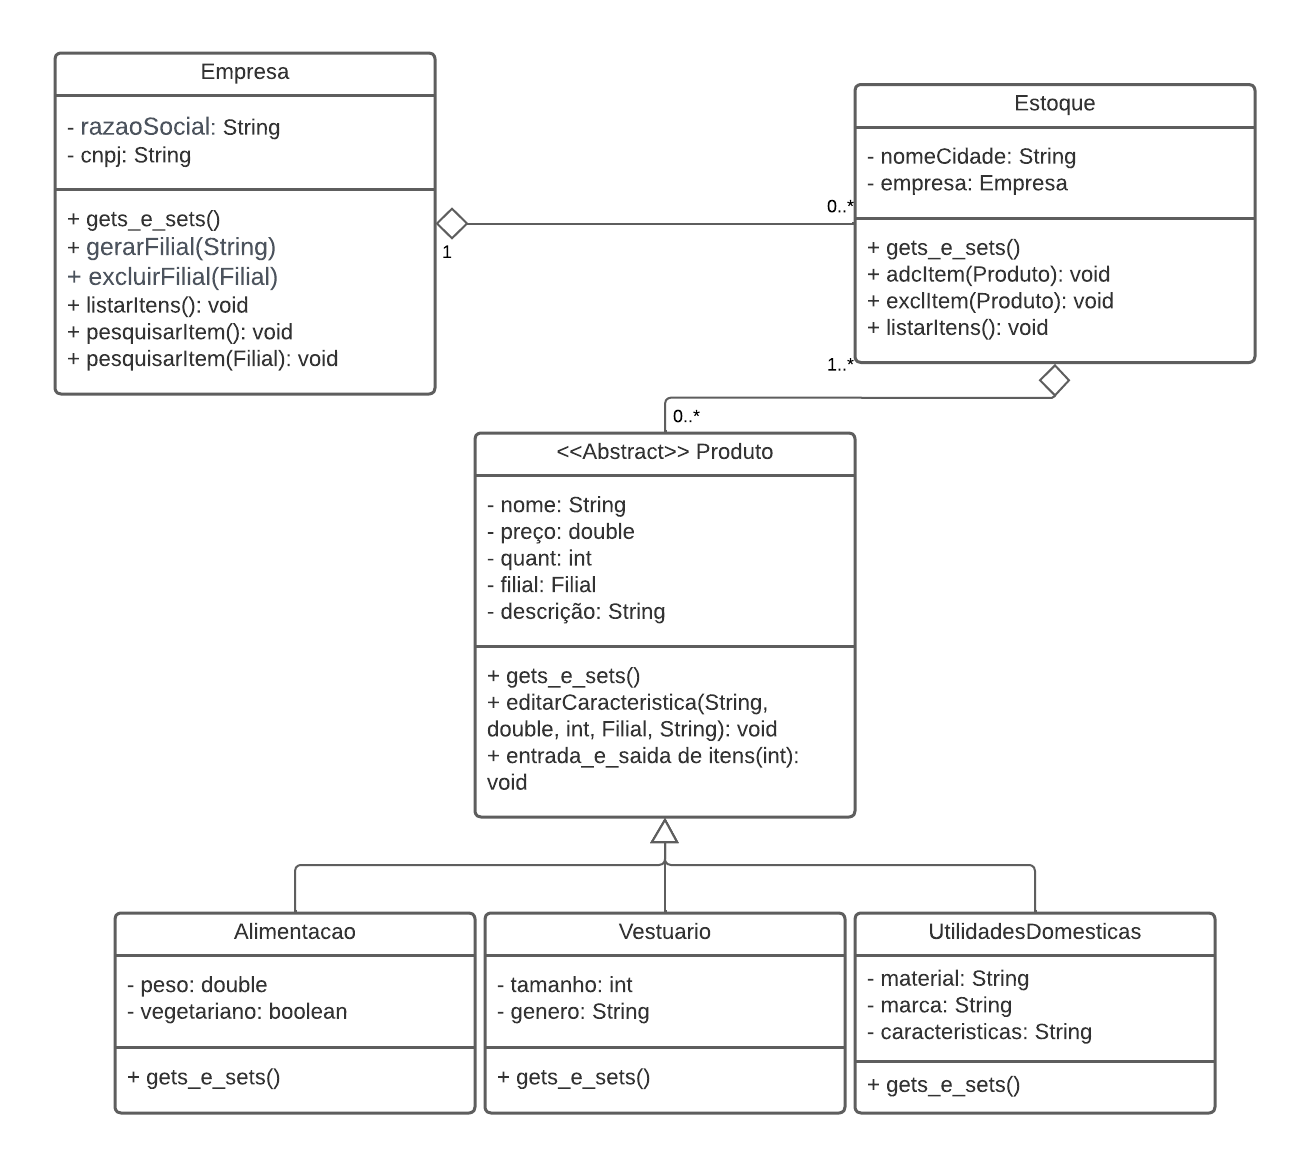 Empresa
- razaoSocial: String
- cnpj: String
+ gets_e_sets()
+ gerarFilial(String)
+ excluirFilial(Filial)
+ listarItens(): void
+ pesquisarItem(): void
+ pesquisarItem(Filial): void
1
0..*
Estoque
- nomeCidade: String
- empresa: Empresa
+ gets_e_sets()
+ adcItem(Produto): void
+ exclItem(Produto): void
+ listarItens(): void
1..*
0..*
<<Abstract>> Produto
- nome: String
- preço: double
- quant: int
- filial: Filial
- descrição: String
+ gets_e_sets()
+ editarCaracteristica(String,
double, int, Filial, String): void
+ entrada_e_saida de itens(int):
void
Alimentacao
- peso: double
- vegetariano: boolean
+ gets_e_sets()
Vestuario
- tamanho: int
- genero: String
+ gets_e_sets()
UtilidadesDomesticas
- material: String
- marca: String
- caracteristicas: String
+ gets_e_sets()